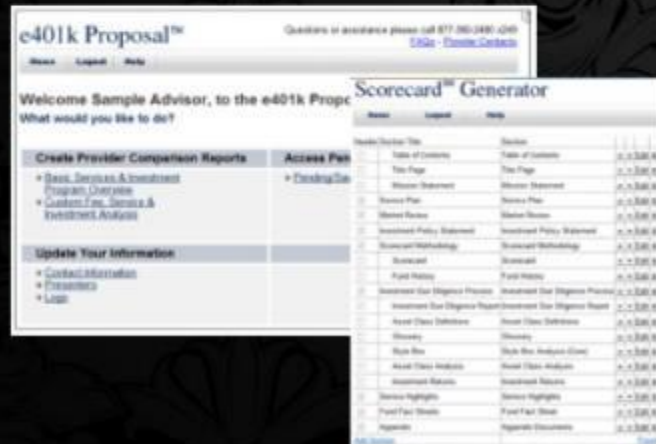 e401k Proposal™
Questions or assistance please call 877-360-2480 x249
FAQs - Provider Contacts
Home Logout Help
Welcome Sample Advisor, to the e401k Propo
What would you like to do?
Create Provider Comparison Reports
Access Pen
» Basic, Services & Investment
Program Overview
» Custom Fee, Service &
Investment Analysis
Update Your Information
» Contact Information
» Presenters
» Logo
Scorecard℠ Generator
Home Logout Help
Section Title Section
Table of Contents Table of Contents
Title Page Title Page
Mission Statement Mission Statement
Service Plan Service Plan
Market Review Market Review
Investment Policy Statement Investment Policy Statement
Scorecard Methodology Scorecard Methodology
Scorecard Scorecard
Fund History Fund History
Investment Due Diligence Process Investment Due Diligence Process
Investment Due Diligence Report Investment Due Diligence Report
Asset Class Definitions Asset Class Definitions
Glossary Glossary
Style Box Style Box Analysis (Core)
Asset Class Analysis Asset Class Analysis
Investment Returns Investment Returns
Service Highlights Service Highlights
Fund Fact Sheets Fund Fact Sheet
Appendix Appendix Documents